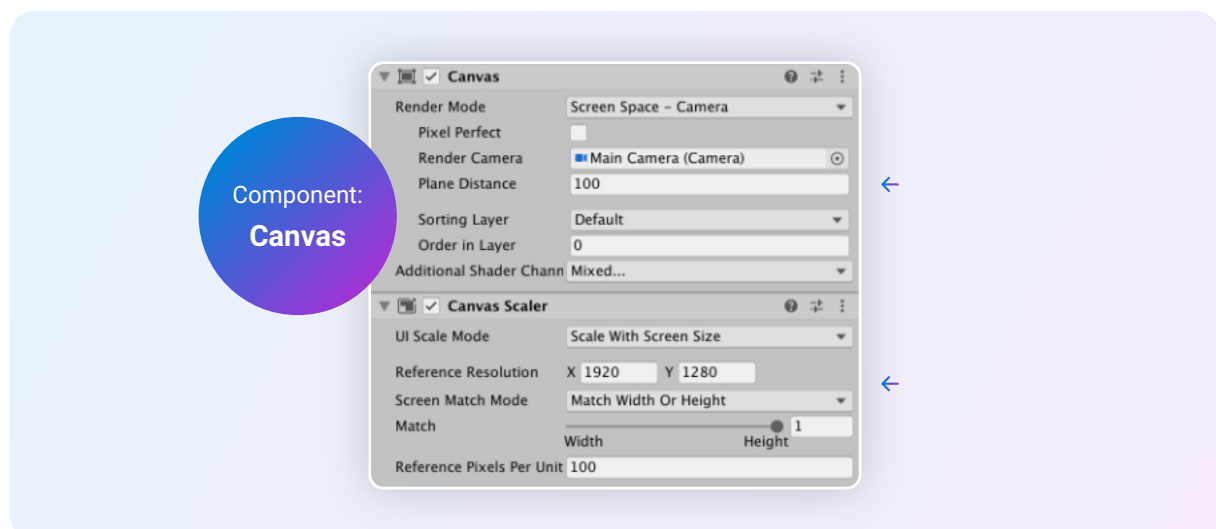 Component:
Canvas
Canvas
Render Mode Screen Space - Camera
Pixel Perfect
Render Camera Main Camera (Camera)
Plane Distance 100
Sorting Layer Default
Order in Layer 0
Additional Shader Chann Mixed...
Canvas Scaler
UI Scale Mode Scale With Screen Size
Reference Resolution X 1920 Y 1280
Screen Match Mode Match Width Or Height
Match 1
Width Height
Reference Pixels Per Unit 100